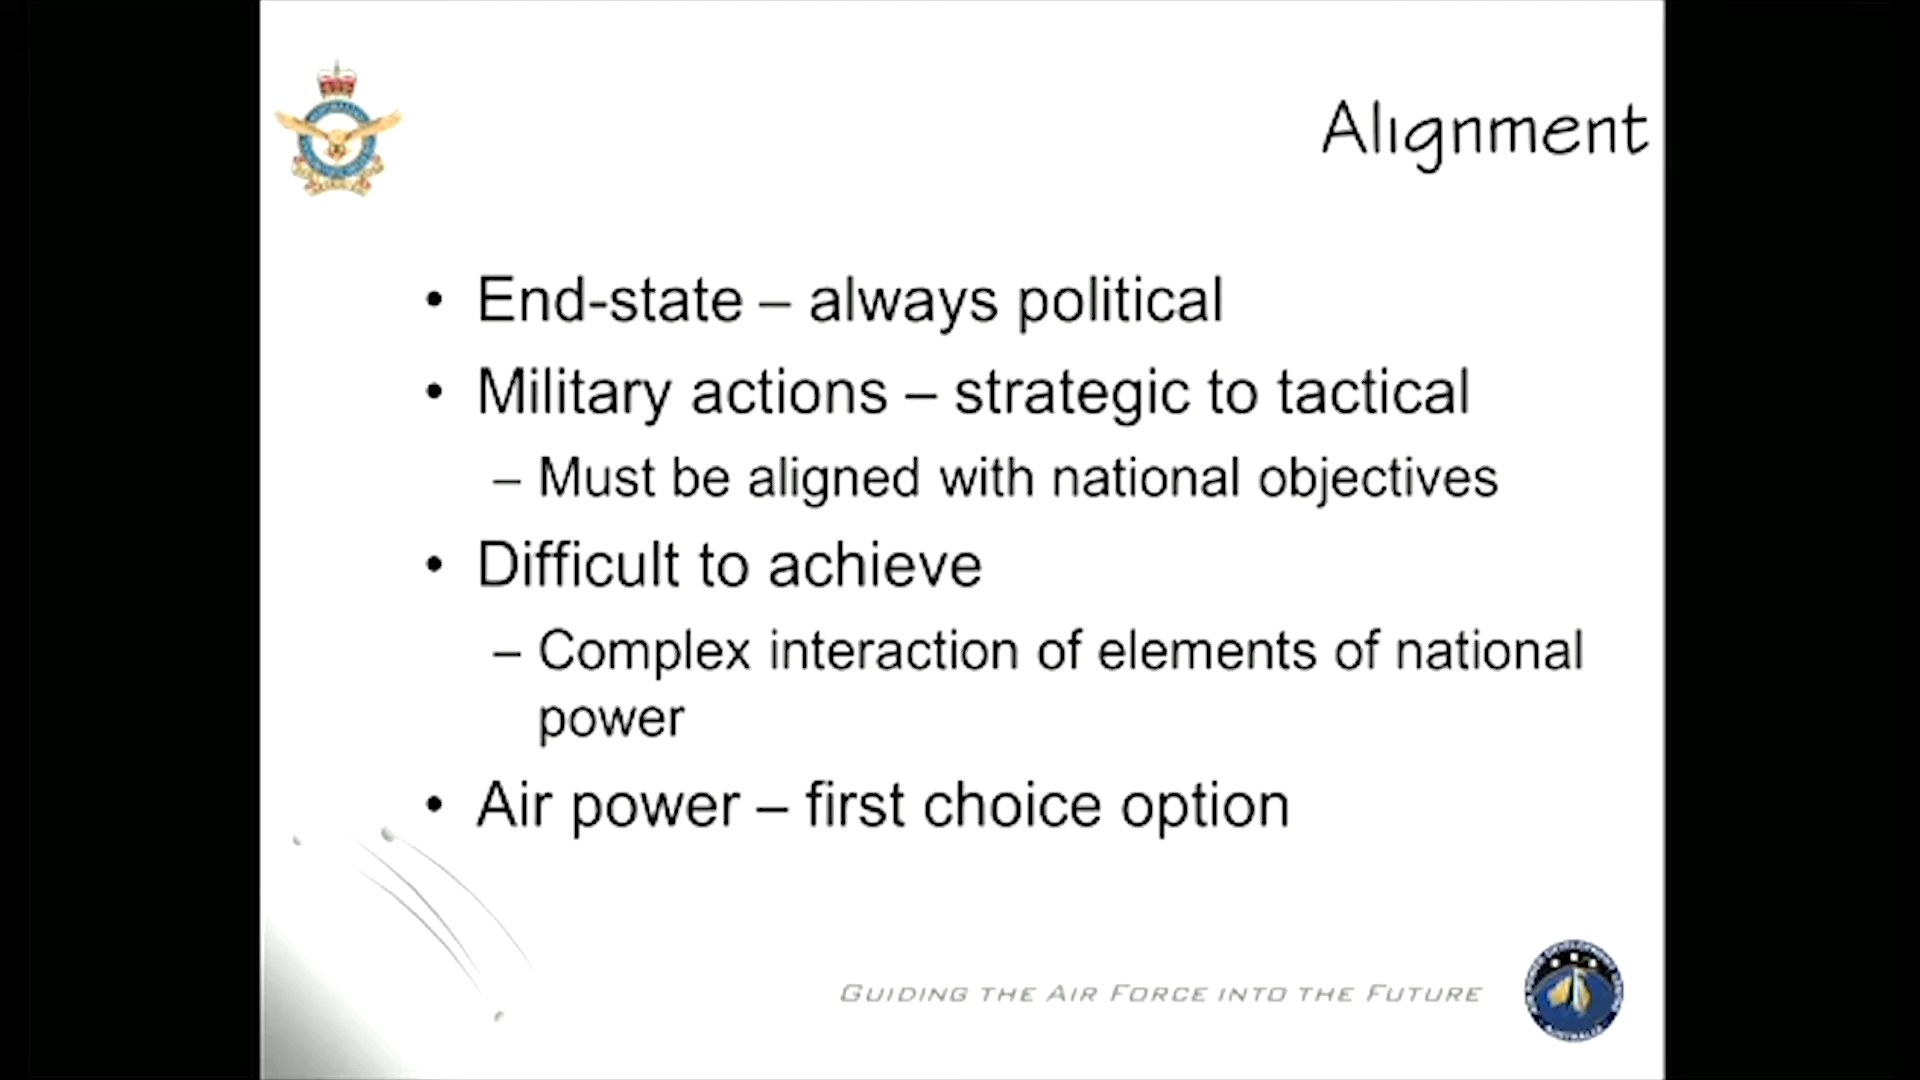 Alignment
• End-state – always political
• Military actions – strategic to tactical
– Must be aligned with national objectives
• Difficult to achieve
– Complex interaction of elements of national
power
• Air power – first choice option
GUIDING THE AIR FORCE INTO THE FUTURE
AUSTRALIA